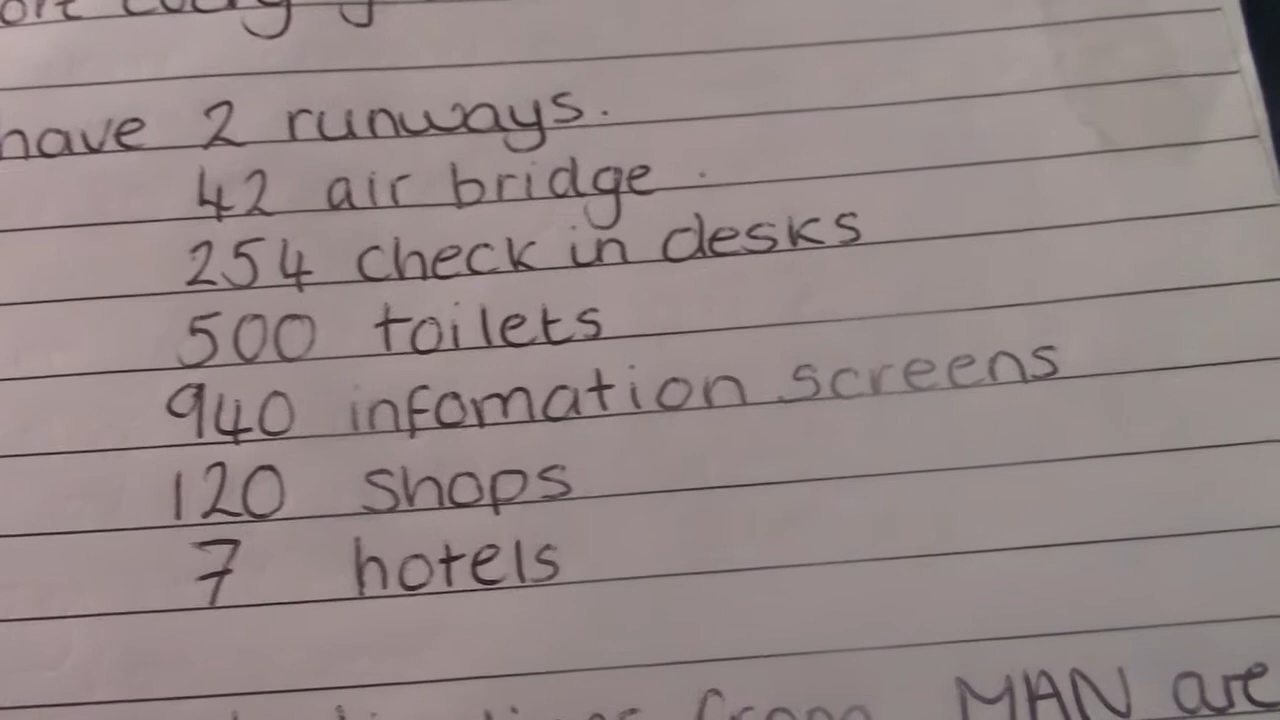 have 2 runways.
42 air bridge.
254 check in desks
500 toilets
940 infomation screens
120 shops
7 hotels
from MAN are